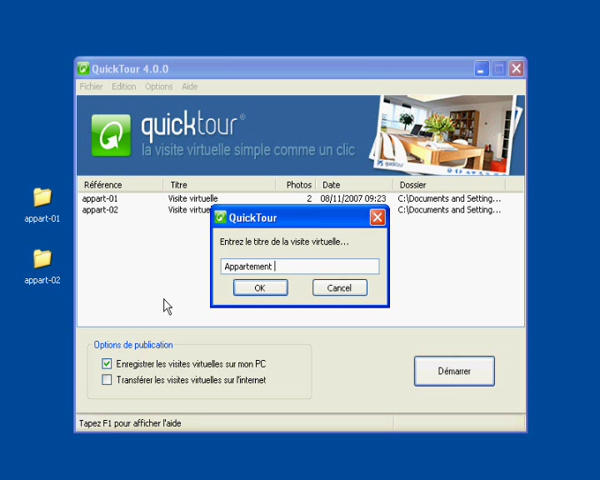 QuickTour 4.0.0
Fichier Edition Options Aide
quicktour®
la visite virtuelle simple comme un clic
quicktour
Référence Titre Photos Date Dossier
appart-01 Visite virtuelle 2 08/11/2007 09:23 C:\Documents and Setting...
appart-02 Visite virtue C:\Documents and Setting...
appart-01
appart-02
QuickTour
Entrez le titre de la visite virtuelle...
Appartement
OK Cancel
Options de publication
Enregistrer les visites virtuelles sur mon PC
Transférer les visites virtuelles sur l'internet
Démarrer
Tapez F1 pour afficher l'aide